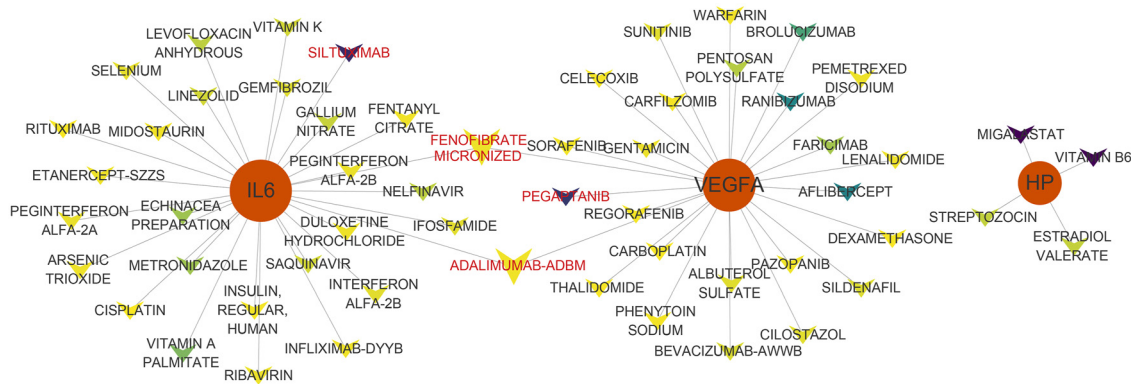 VITAMIN K
LEVOFLOXACIN
ANHYDROUS
SILTUXIMAB
SELENIUM
GEMFIBROZIL
LINEZOLID
GALLIUM
NITRATE
FENTANYL
CITRATE
RITUXIMAB
MIDOSTAURIN
FENOFIBRATE
MICRONIZED
PEGINTERFERON
ALFA-2B
ETANERCEPT-SZZS
IL6
NELFINAVIR
PEGINTERFERON
ALFA-2A
ECHINACEA
PREPARATION
DULOXETINE
HYDROCHLORIDE
IFOSFAMIDE
ARSENIC
TRIOXIDE
METRONIDAZOLE
SAQUINAVIR
ADALIMUMAB-ADBM
INTERFERON
ALFA-2B
CISPLATIN
INSULIN,
REGULAR,
HUMAN
VITAMIN A
PALMITATE
INFLIXIMAB-DYYB
RIBAVIRIN
WARFARIN
SUNITINIB
BROLUCIZUMAB
PENTOSAN
POLYSULFATE
CELECOXIB
PEMETREXED
DISODIUM
CARFILZOMIB
RANIBIZUMAB
SORAFENIB
GENTAMICIN
FARICIMAB
LENALIDOMIDE
VEGFA
PEGAPTANIB
AFLIBERCEPT
REGORAFENIB
DEXAMETHASONE
CARBOPLATIN
PAZOPANIB
THALIDOMIDE
ALBUTEROL
SULFATE
SILDENAFIL
PHENYTOIN
SODIUM
CILOSTAZOL
BEVACIZUMAB-AWWB
MIGALASTAT
VITAMIN B6
HP
STREPTOZOCIN
ESTRADIOL
VALERATE